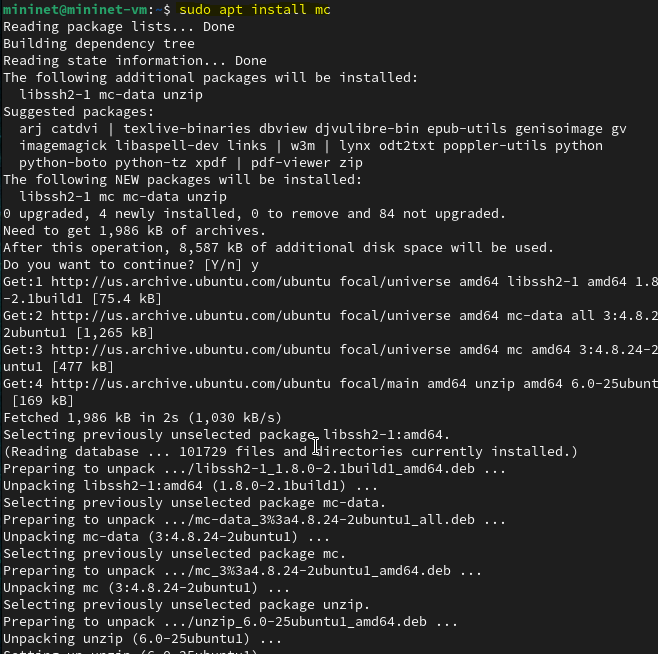 mininet@mininet-vm:~$ sudo apt install mc
Reading package lists... Done
Building dependency tree
Reading state information... Done
The following additional packages will be installed:
  libssh2-1 mc-data unzip
Suggested packages:
  arj catdvi | texlive-binaries dbview djvulibre-bin epub-utils genisoimage gv
  imagemagick libaspell-dev links | w3m | lynx odt2txt poppler-utils python
  python-boto python-tz xpdf | pdf-viewer zip
The following NEW packages will be installed:
  libssh2-1 mc mc-data unzip
0 upgraded, 4 newly installed, 0 to remove and 84 not upgraded.
Need to get 1,986 kB of archives.
After this operation, 8,587 kB of additional disk space will be used.
Do you want to continue? [Y/n] y
Get:1 http://us.archive.ubuntu.com/ubuntu focal/universe amd64 libssh2-1 amd64 1.8
-2.1build1 [75.4 kB]
Get:2 http://us.archive.ubuntu.com/ubuntu focal/universe amd64 mc-data all 3:4.8.2
2ubuntu1 [1,265 kB]
Get:3 http://us.archive.ubuntu.com/ubuntu focal/universe amd64 mc amd64 3:4.8.24-2
untu1 [477 kB]
Get:4 http://us.archive.ubuntu.com/ubuntu focal/main amd64 unzip amd64 6.0-25ubunt
 [169 kB]
Fetched 1,986 kB in 2s (1,030 kB/s)
Selecting previously unselected package libssh2-1:amd64.
(Reading database ... 101729 files and directories currently installed.)
Preparing to unpack .../libssh2-1_1.8.0-2.1build1_amd64.deb ...
Unpacking libssh2-1:amd64 (1.8.0-2.1build1) ...
Selecting previously unselected package mc-data.
Preparing to unpack .../mc-data_3%3a4.8.24-2ubuntu1_all.deb ...
Unpacking mc-data (3:4.8.24-2ubuntu1) ...
Selecting previously unselected package mc.
Preparing to unpack .../mc_3%3a4.8.24-2ubuntu1_amd64.deb ...
Unpacking mc (3:4.8.24-2ubuntu1) ...
Selecting previously unselected package unzip.
Preparing to unpack .../unzip_6.0-25ubuntu1_amd64.deb ...
Unpacking unzip (6.0-25ubuntu1) ...